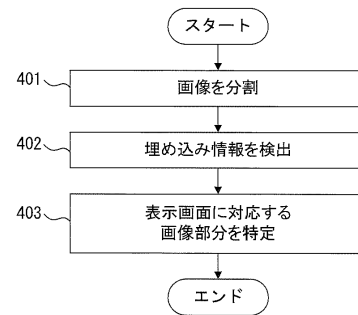 スタート
401
画像を分割
402
埋め込み情報を検出
403
表示画面に対応する
画像部分を特定
エンド